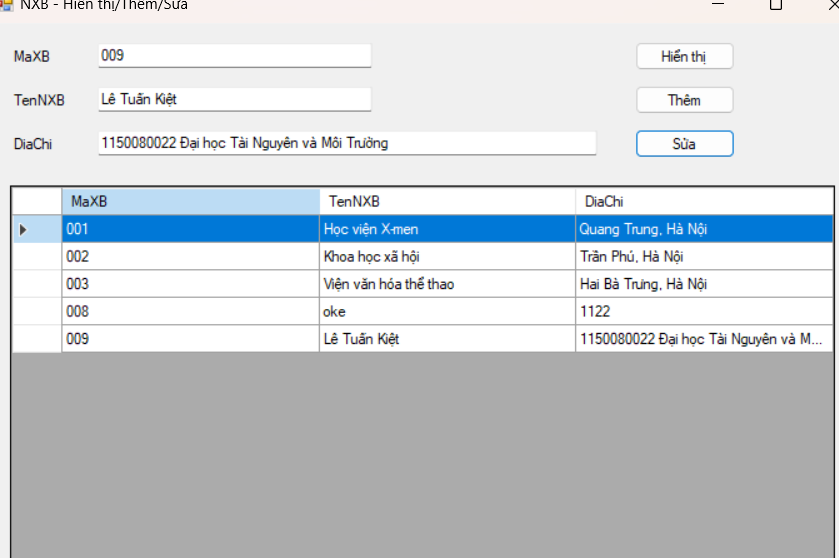 NXB - Hiển thị/Thêm/Sửa
MaXB 009 Hiển thị
TenNXB Lê Tuấn Kiệt Thêm
DiaChi 1150080022 Đại học Tài Nguyên và Môi Trường Sửa
MaXB TenNXB DiaChi
001 Học viện X-men Quang Trung, Hà Nội
002 Khoa học xã hội Trần Phú, Hà Nội
003 Viện văn hóa thể thao Hai Bà Trưng, Hà Nội
008 oke 1122
009 Lê Tuấn Kiệt 1150080022 Đại học Tài Nguyên và M...